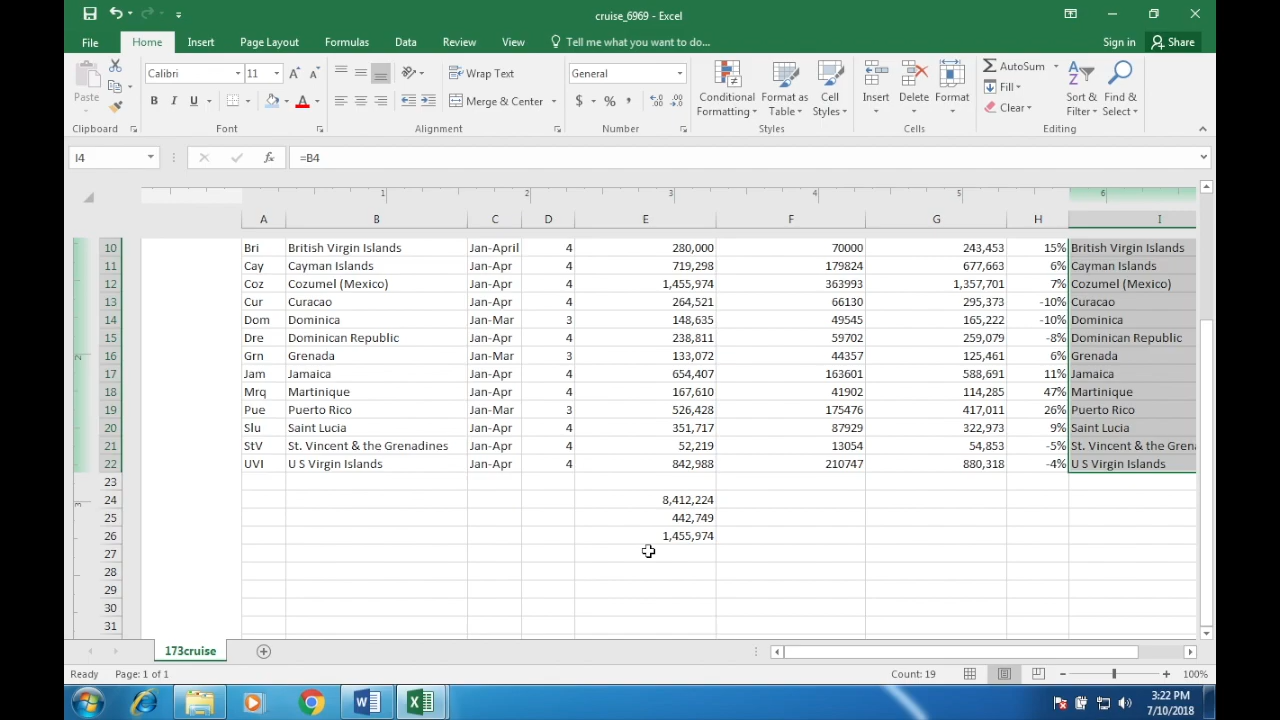 cruise_6969 - Excel
File Home Insert Page Layout Formulas Data Review View Tell me what you want to do... Sign in Share
Calibri 11 Wrap Text General AutoSum
Paste B I U Merge & Center $ % , Conditional Formatting Format as Table Cell Styles Insert Delete Format Fill Clear Sort & Filter Find & Select
Clipboard Font Alignment Number Styles Cells Editing
I4 fx =B4
1 2 3 4 5 6
A B C D E F G H I
10 Bri British Virgin Islands Jan-April 4 280,000 70000 243,453 15% British Virgin Islands
11 Cay Cayman Islands Jan-Apr 4 719,298 179824 677,663 6% Cayman Islands
12 Coz Cozumel (Mexico) Jan-Apr 4 1,455,974 363993 1,357,701 7% Cozumel (Mexico)
13 Cur Curacao Jan-Apr 4 264,521 66130 295,373 -10% Curacao
14 Dom Dominica Jan-Mar 3 148,635 49545 165,222 -10% Dominica
15 Dre Dominican Republic Jan-Apr 4 238,811 59702 259,079 -8% Dominican Republic
16 Grn Grenada Jan-Mar 3 133,072 44357 125,461 6% Grenada
17 Jam Jamaica Jan-Apr 4 654,407 163601 588,691 11% Jamaica
18 Mrq Martinique Jan-Apr 4 167,610 41902 114,285 47% Martinique
19 Pue Puerto Rico Jan-Mar 3 526,428 175476 417,011 26% Puerto Rico
20 Slu Saint Lucia Jan-Apr 4 351,717 87929 322,973 9% Saint Lucia
21 StV St. Vincent & the Grenadines Jan-Apr 4 52,219 13054 54,853 -5% St. Vincent & the Grena
22 UVI U S Virgin Islands Jan-Apr 4 842,988 210747 880,318 -4% U S Virgin Islands
23
24 8,412,224
25 442,749
26 1,455,974
27
28
29
30
31
2
3
173cruise
Ready Page: 1 of 1 Count: 19 100%
3:22 PM
7/10/2018